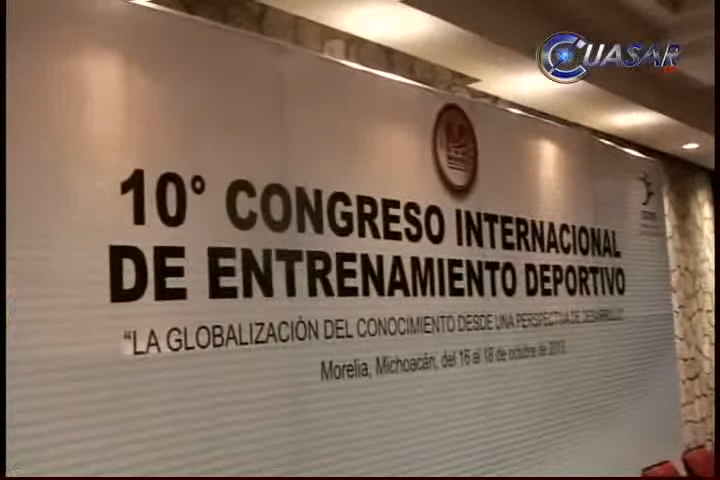 CUASAR
10° CONGRESO INTERNACIONAL
DE ENTRENAMIENTO DEPORTIVO
“LA GLOBALIZACIÓN DEL CONOCIMIENTO DESDE UNA PERSPECTIVA DE DESARROLLO”
Morelia, Michoacán, del 16 al 18 de octubre de